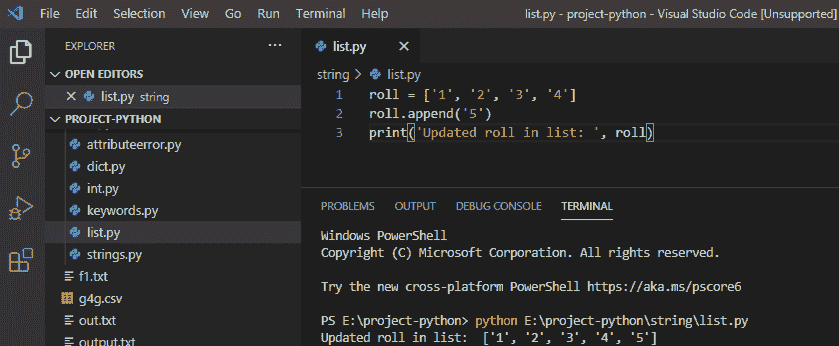 File Edit Selection View Go Run Terminal Help list.py - project-python - Visual Studio Code [Unsupported]
EXPLORER ...
OPEN EDITORS
list.py string
PROJECT-PYTHON
attributeerror.py
dict.py
int.py
keywords.py
list.py
strings.py
f1.txt
g4g.csv
out.txt
output.txt
list.py
string > list.py
1 roll = ['1', '2', '3', '4']
2 roll.append('5')
3 print('Updated roll in list: ', roll)
PROBLEMS OUTPUT DEBUG CONSOLE TERMINAL
Windows PowerShell
Copyright (C) Microsoft Corporation. All rights reserved.
Try the new cross-platform PowerShell https://aka.ms/pscore6
PS E:\project-python> python E:\project-python\string\list.py
Updated roll in list:  ['1', '2', '3', '4', '5']